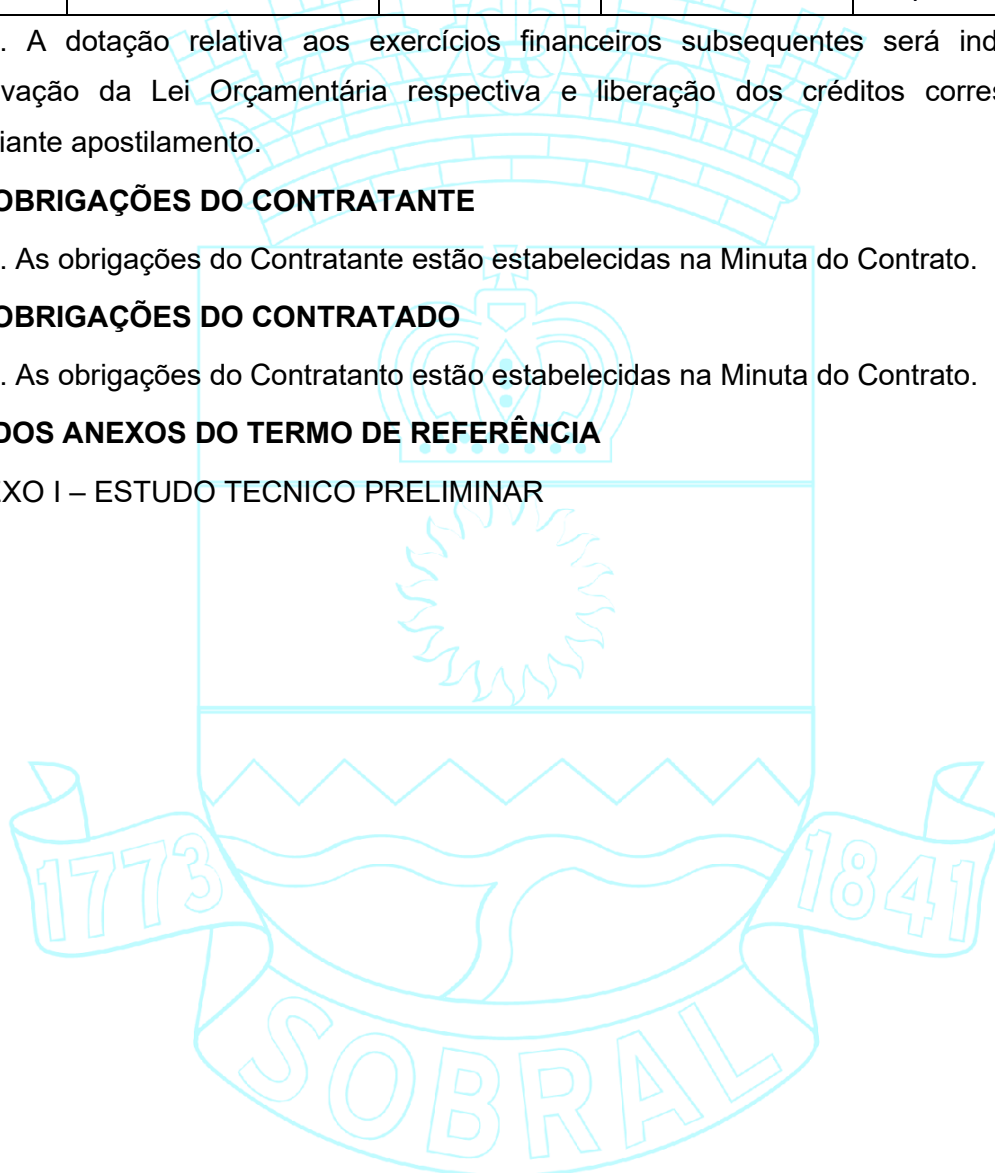 . A dotação relativa aos exercícios financeiros subsequentes será ind
vação da Lei Orçamentária respectiva e liberação dos créditos corres
iante apostilamento.
OBRIGAÇÕES DO CONTRATANTE
. As obrigações do Contratante estão estabelecidas na Minuta do Contrato.
OBRIGAÇÕES DO CONTRATADO
. As obrigações do Contratanto estão estabelecidas na Minuta do Contrato.
DOS ANEXOS DO TERMO DE REFERÊNCIA
EXO I – ESTUDO TECNICO PRELIMINAR
1773
1841
SOBRAL